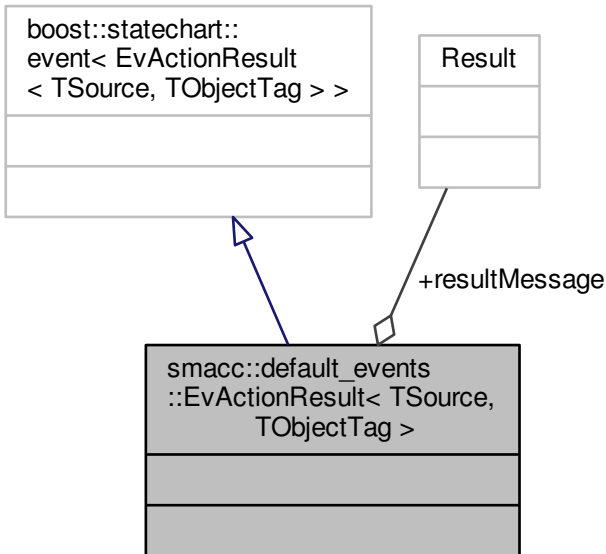 boost::statechart::
event< EvActionResult
< TSource, TObjectTag > >
Result
+resultMessage
smacc::default_events
::EvActionResult< TSource,
TObjectTag >